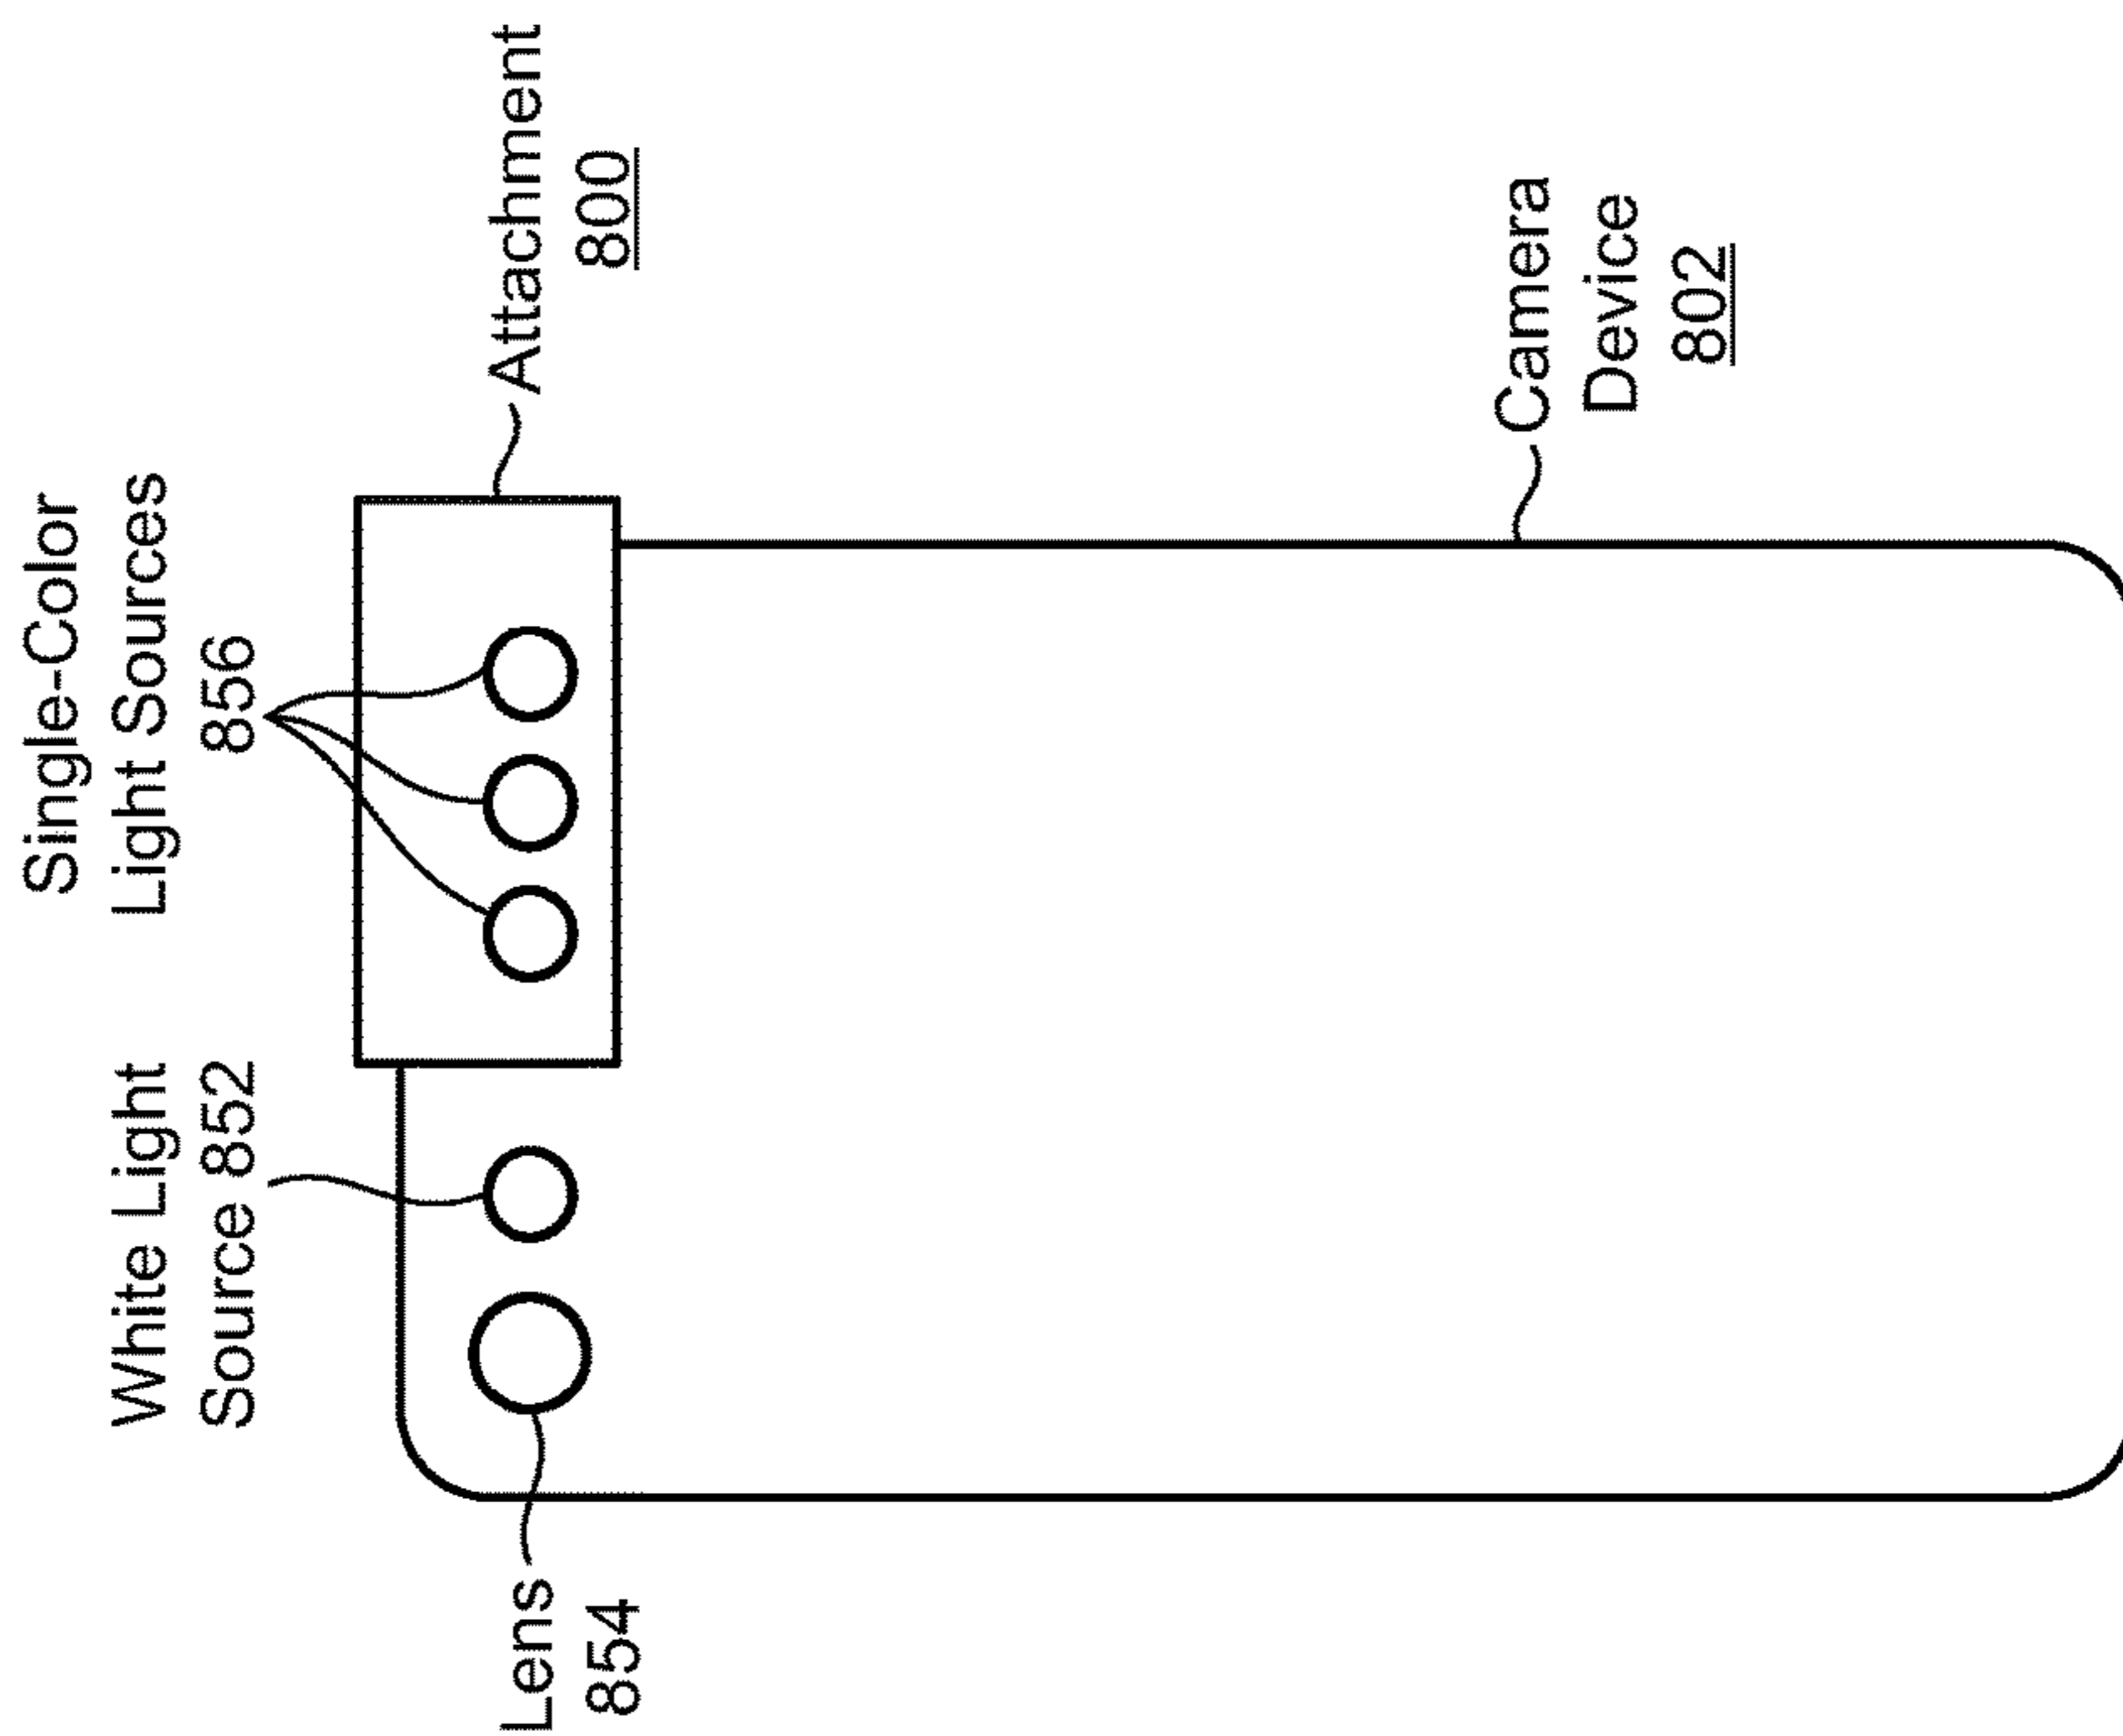 Single-Color
Light Sources
856
White Light
Source 852
Lens
854
Attachment
800
Camera
Device
802